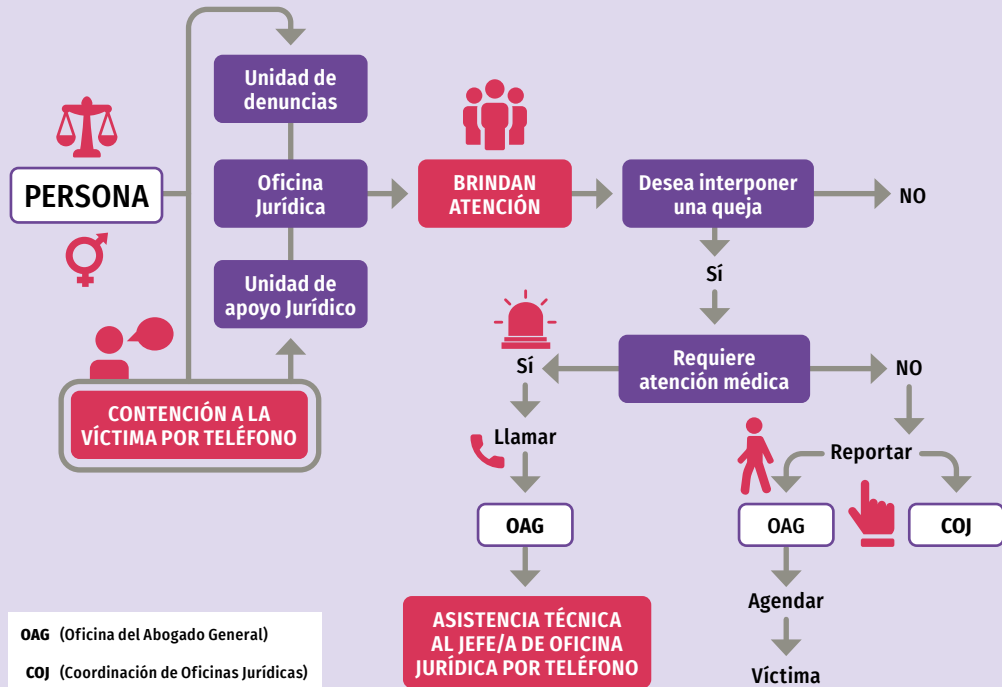 Unidad de
denuncias
PERSONA
Oficina
Jurídica
BRINDAN
ATENCIÓN
Desea interponer
una queja
NO
Unidad de
apoyo Jurídico
Sí
Requiere
atención médica
Sí
NO
CONTENCIÓN A LA
VÍCTIMA POR TELÉFONO
Llamar
Reportar
OAG
OAG
COJ
ASISTENCIA TÉCNICA
AL JEFE/A DE OFICINA
JURÍDICA POR TELÉFONO
Agendar
Víctima
OAG (Oficina del Abogado General)
COJ (Coordinación de Oficinas Jurídicas)